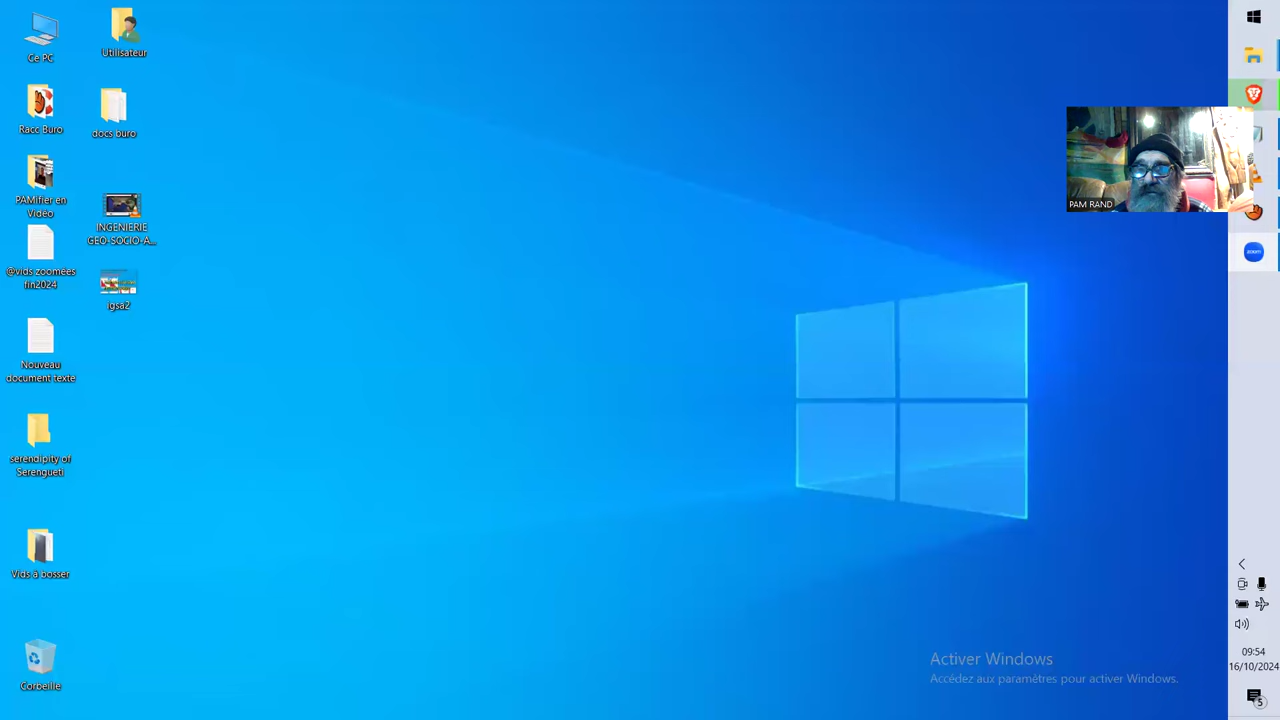 Ce PC
Utilisateur
Racc Buro
docs buro
PAMifier en
Vidéo
INGENIERIE
GEO-SOCIO-A...
@vids zoomées
fin2024
igsa2
Nouveau
document texte
serendipity of
Serengueti
Vids à bosser
Corbeille
PAM RAND
zoom
Activer Windows
Accédez aux paramètres pour activer Windows.
09:54
16/10/2024
5